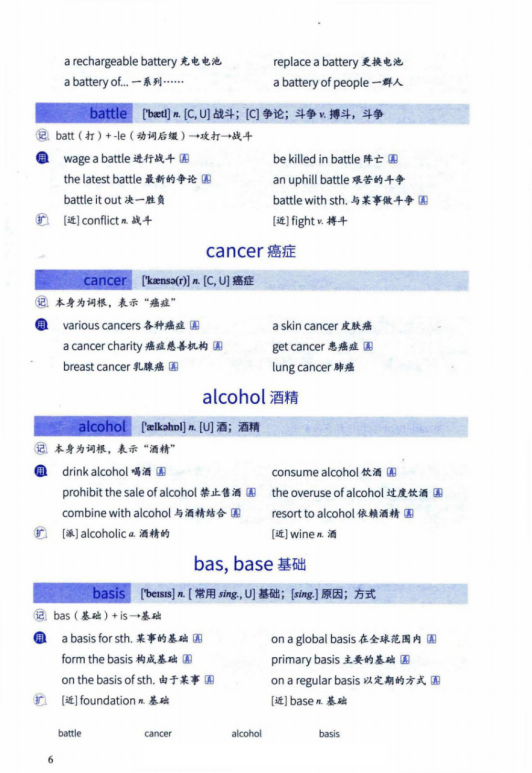 a rechargeable battery 充电电池 replace a battery 更换电池
a battery of... 一系列…… a battery of people 一群人
battle ['bætl] n. [C, U] 战斗；[C] 争论；斗争 v. 搏斗，斗争
记 batt（打）+ -le（动词后缀）→攻打→战斗
用 wage a battle 进行战斗 真 be killed in battle 阵亡 真
the latest battle 最新的争论 真 an uphill battle 艰苦的斗争
battle it out 决一胜负 battle with sth. 与某事做斗争 真
扩 [近] conflict n. 战斗 [近] fight v. 搏斗
cancer 癌症
cancer ['kænsə(r)] n. [C, U] 癌症
记 本身为词根，表示“癌症”
用 various cancers 各种癌症 真 a skin cancer 皮肤癌
a cancer charity 癌症慈善机构 真 get cancer 患癌症 真
breast cancer 乳腺癌 真 lung cancer 肺癌
alcohol 酒精
alcohol ['ælkəhɒl] n. [U] 酒；酒精
记 本身为词根，表示“酒精”
用 drink alcohol 喝酒 真 consume alcohol 饮酒 真
prohibit the sale of alcohol 禁止售酒 真 the overuse of alcohol 过度饮酒 真
combine with alcohol 与酒精结合 真 resort to alcohol 依赖酒精 真
扩 [派] alcoholic a. 酒精的 [近] wine n. 酒
bas, base 基础
basis ['beɪsɪs] n. [ 常用 sing., U] 基础；[sing.] 原因；方式
记 bas（基础）+ is→基础
用 a basis for sth. 某事的基础 真 on a global basis 在全球范围内 真
form the basis 构成基础 真 primary basis 主要的基础 真
on the basis of sth. 由于某事 真 on a regular basis 以定期的方式 真
扩 [近] foundation n. 基础 [近] base n. 基础
battle cancer alcohol basis
6